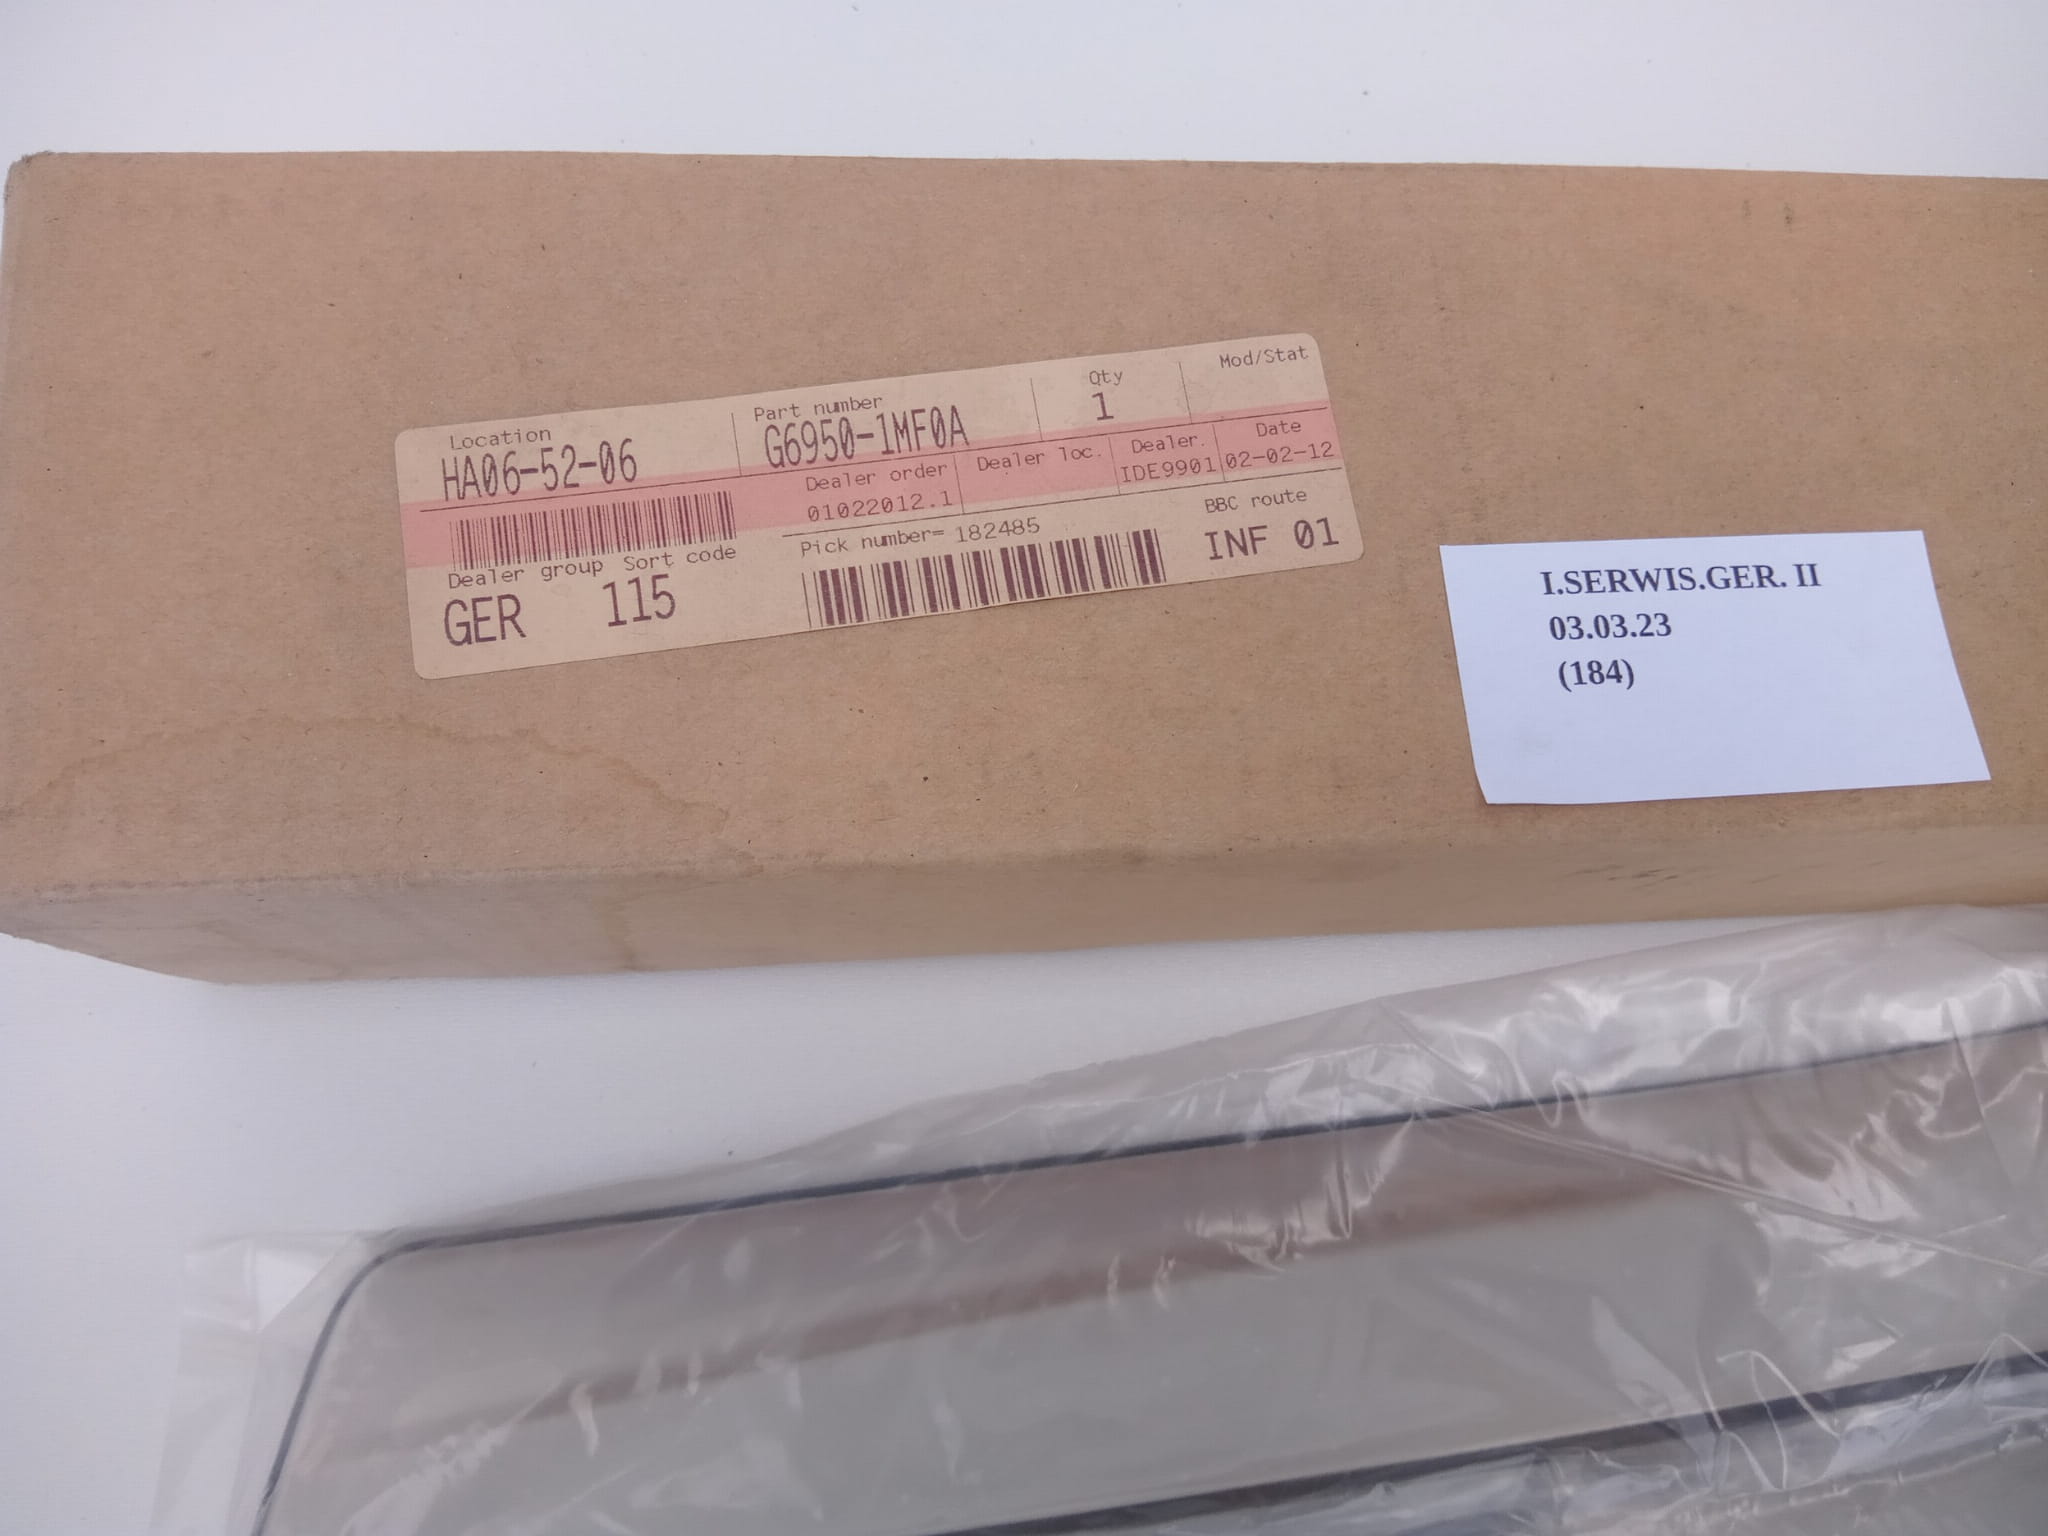 Location
HA06-52-06
Part number
G6950-1MF0A
Qty
1
Mod/Stat
Dealer order
01022012.1
Dealer loc.
Dealer.
IDE9901
Date
02-02-12
Dealer group Sort code
GER 115
Pick number= 182485
BBC route
INF 01
I.SERWIS.GER. II
03.03.23
(184)